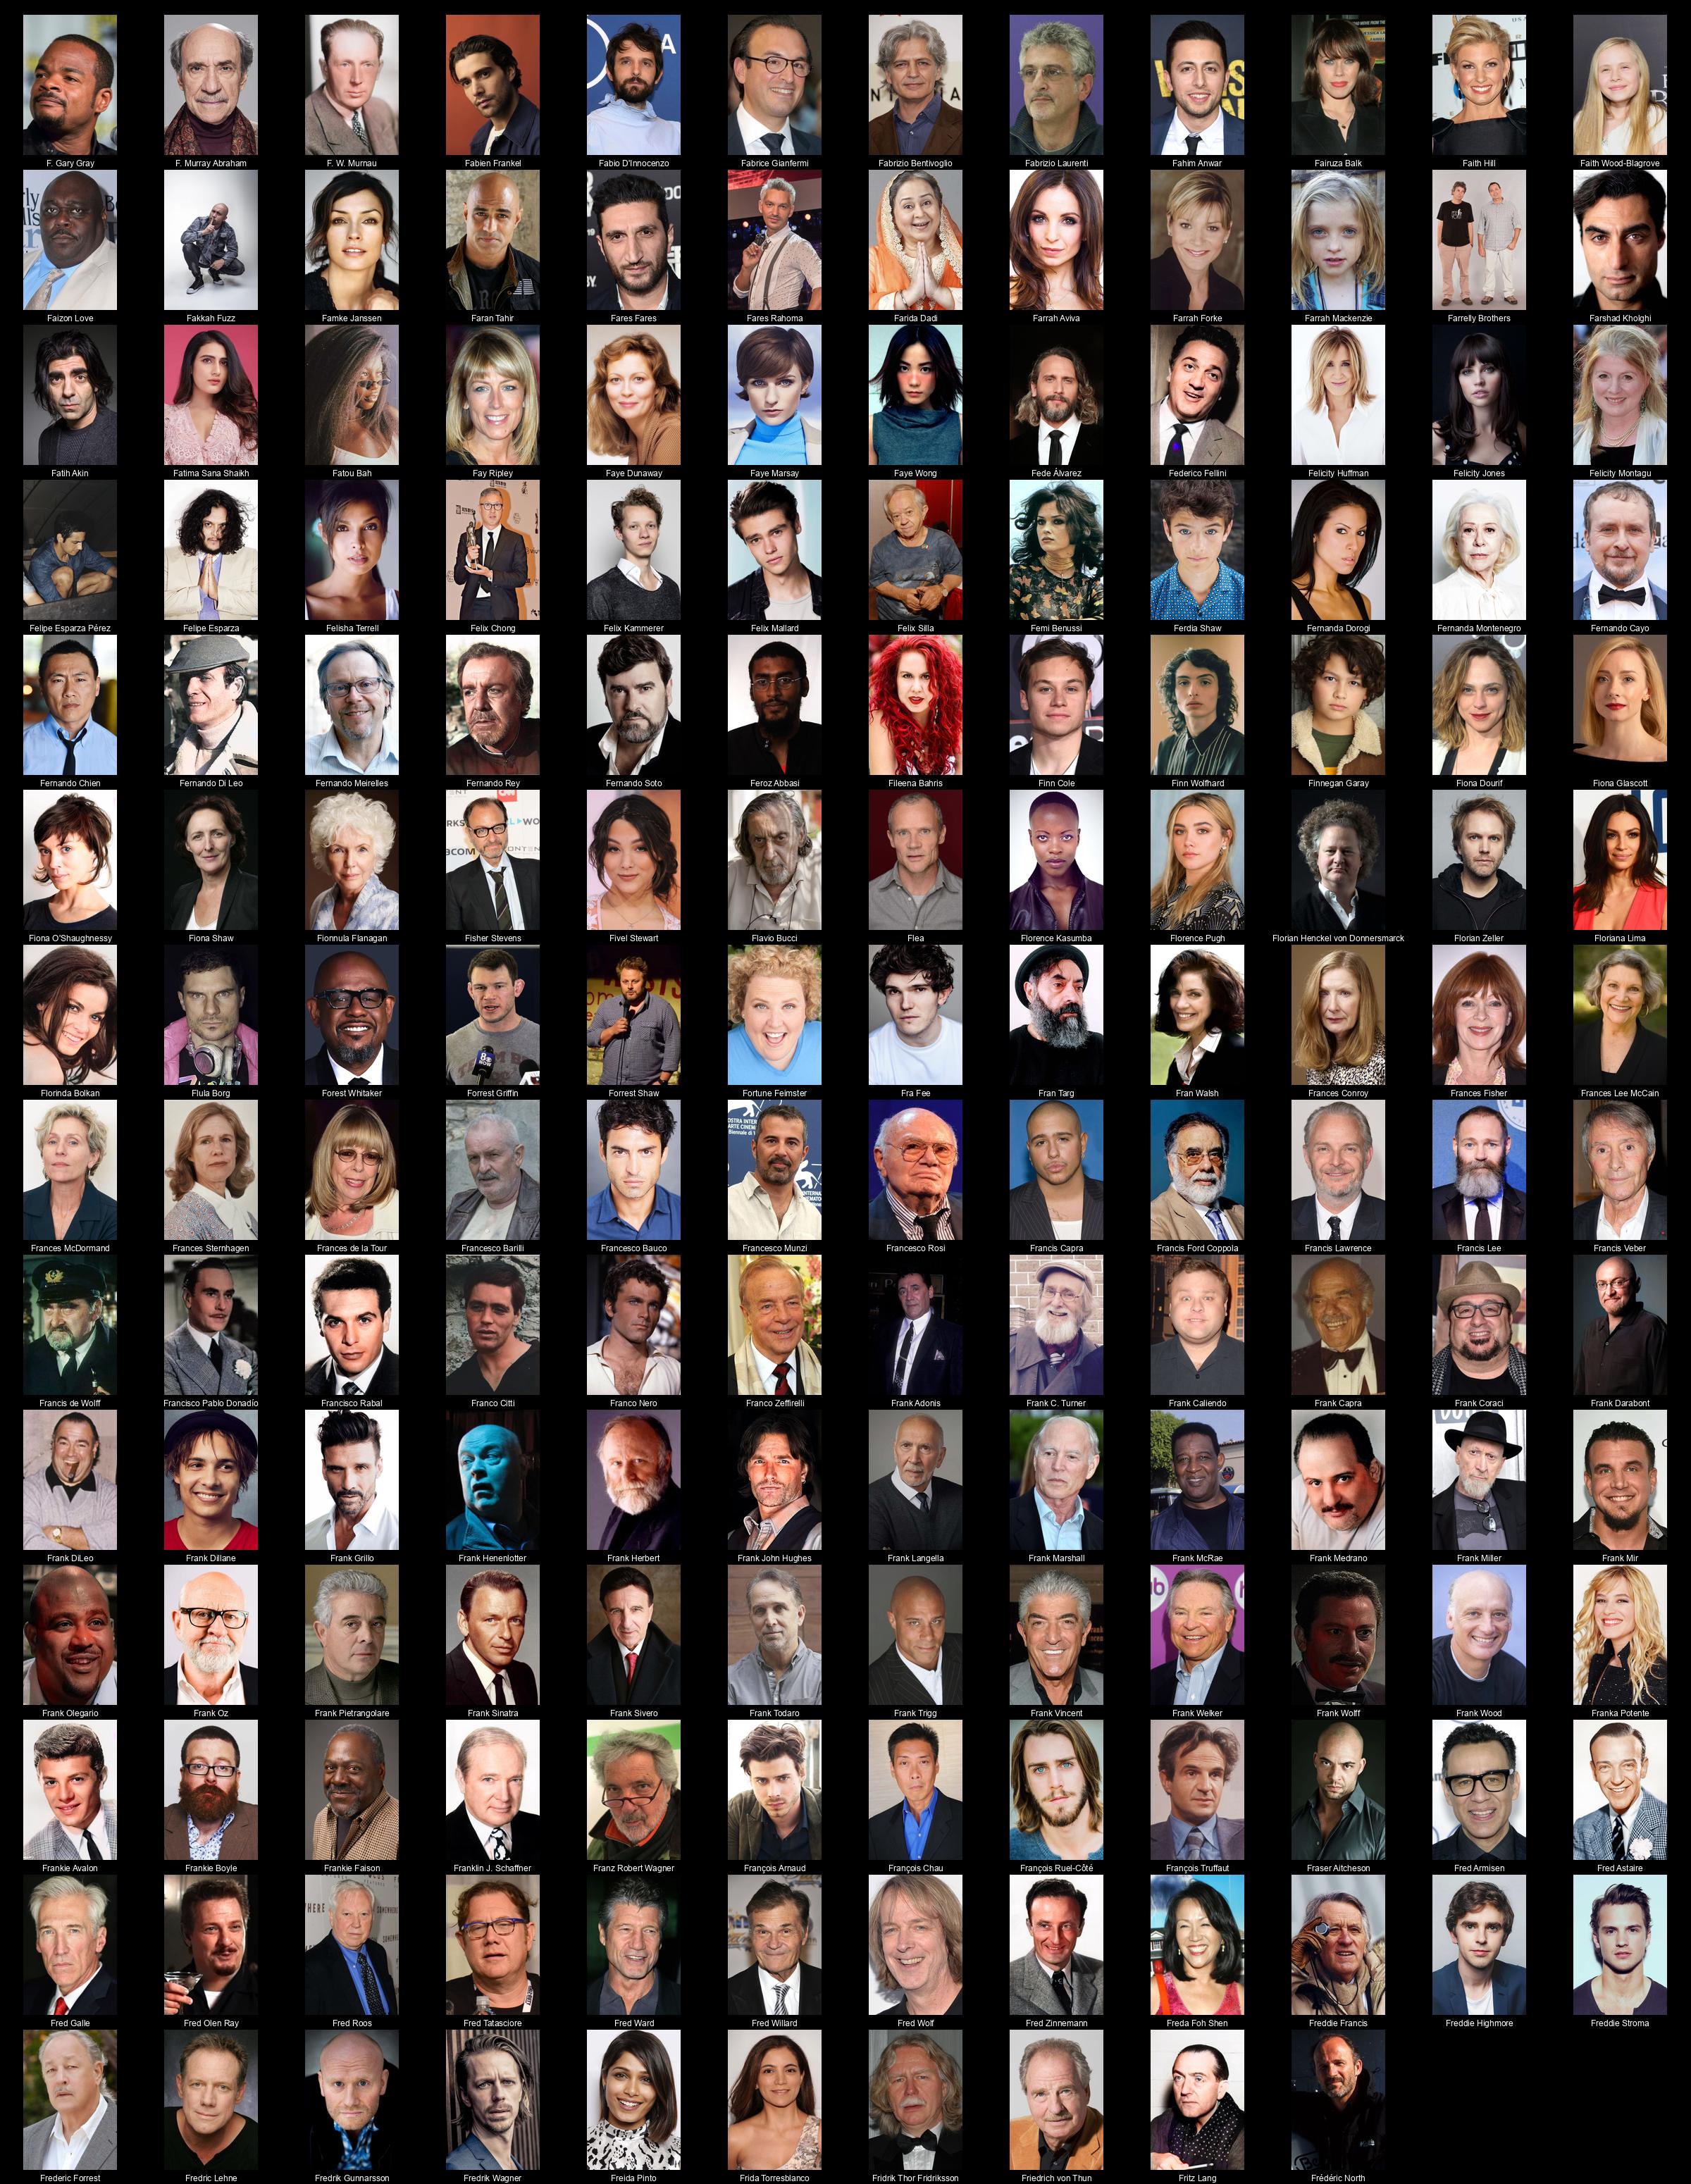 F. Gary Gray F. Murray Abraham F. W. Murnau Fabien Frankel Fabio D'Innocenzo Fabrice Gianfermi Fabrizio Bentivoglio Fabrizio Laurenti Fahim Anwar Fairuza Balk Faith Hill Faith Wood-Blagrove
Faizon Love Fakkah Fuzz Famke Janssen Faran Tahir Fares Fares Fares Rahoma Farida Dadi Farrah Aviva Farrah Forke Farrah Mackenzie Farrelly Brothers Farshad Kholghi
Fatih Akin Fatima Sana Shaikh Fatou Bah Fay Ripley Faye Dunaway Faye Marsay Faye Wong Fede Álvarez Federico Fellini Felicity Huffman Felicity Jones Felicity Montagu
Felipe Esparza Pérez Felipe Esparza Felisha Terrell Felix Chong Felix Kammerer Felix Mallard Felix Silla Femi Benussi Ferdia Shaw Fernanda Dorogi Fernanda Montenegro Fernando Cayo
Fernando Chien Fernando Di Leo Fernando Meirelles Fernando Rey Fernando Soto Feroz Abbasi Fileena Bahris Finn Cole Finn Wolfhard Finnegan Garay Fiona Dourif Fiona Glascott
Fiona O'Shaughnessy Fiona Shaw Fionnula Flanagan Fisher Stevens Fivel Stewart Flavio Bucci Flea Florence Kasumba Florence Pugh Florian Henckel von Donnersmarck Florian Zeller Floriana Lima
Florinda Bolkan Flula Borg Forest Whitaker Forrest Griffin Forrest Shaw Fortune Feimster Fra Fee Fran Targ Fran Walsh Frances Conroy Frances Fisher Frances Lee McCain
Frances McDormand Frances Sternhagen Frances de la Tour Francesco Barilli Francesco Bauco Francesco Munzi Francesco Rosi Francis Capra Francis Ford Coppola Francis Lawrence Francis Lee Francis Veber
Francis de Wolff Francisco Pablo Donadío Francisco Rabal Franco Citti Franco Nero Franco Zeffirelli Frank Adonis Frank C. Turner Frank Caliendo Frank Capra Frank Coraci Frank Darabont
Frank DiLeo Frank Dillane Frank Grillo Frank Henenlotter Frank Herbert Frank John Hughes Frank Langella Frank Marshall Frank McRae Frank Medrano Frank Miller Frank Mir
Frank Olegario Frank Oz Frank Pietrangolare Frank Sinatra Frank Sivero Frank Todaro Frank Trigg Frank Vincent Frank Welker Frank Wolff Frank Wood Franka Potente
Frankie Avalon Frankie Boyle Frankie Faison Franklin J. Schaffner Franz Robert Wagner François Arnaud François Chau François Ruel-Côté François Truffaut Fraser Aitcheson Fred Armisen Fred Astaire
Fred Galle Fred Olen Ray Fred Roos Fred Tatasciore Fred Ward Fred Willard Fred Wolf Fred Zinnemann Freda Foh Shen Freddie Francis Freddie Highmore Freddie Stroma
Frederic Forrest Fredric Lehne Fredrik Gunnarsson Fredrik Wagner Freida Pinto Frida Torresblanco Fridrik Thor Fridriksson Friedrich von Thun Fritz Lang Frédéric North